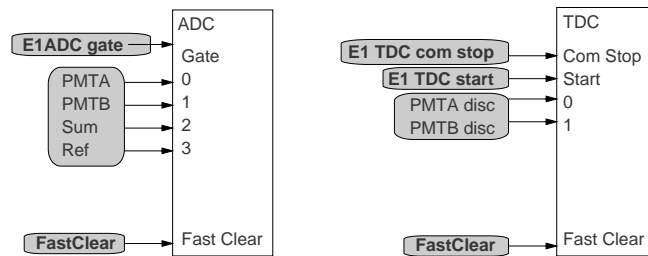 ADC
E1ADC gate
Gate
PMTA 0
PMTB 1
Sum 2
Ref 3
FastClear
Fast Clear
TDC
E1 TDC com stop
Com Stop
E1 TDC start
Start
PMTA disc 0
PMTB disc 1
FastClear
Fast Clear